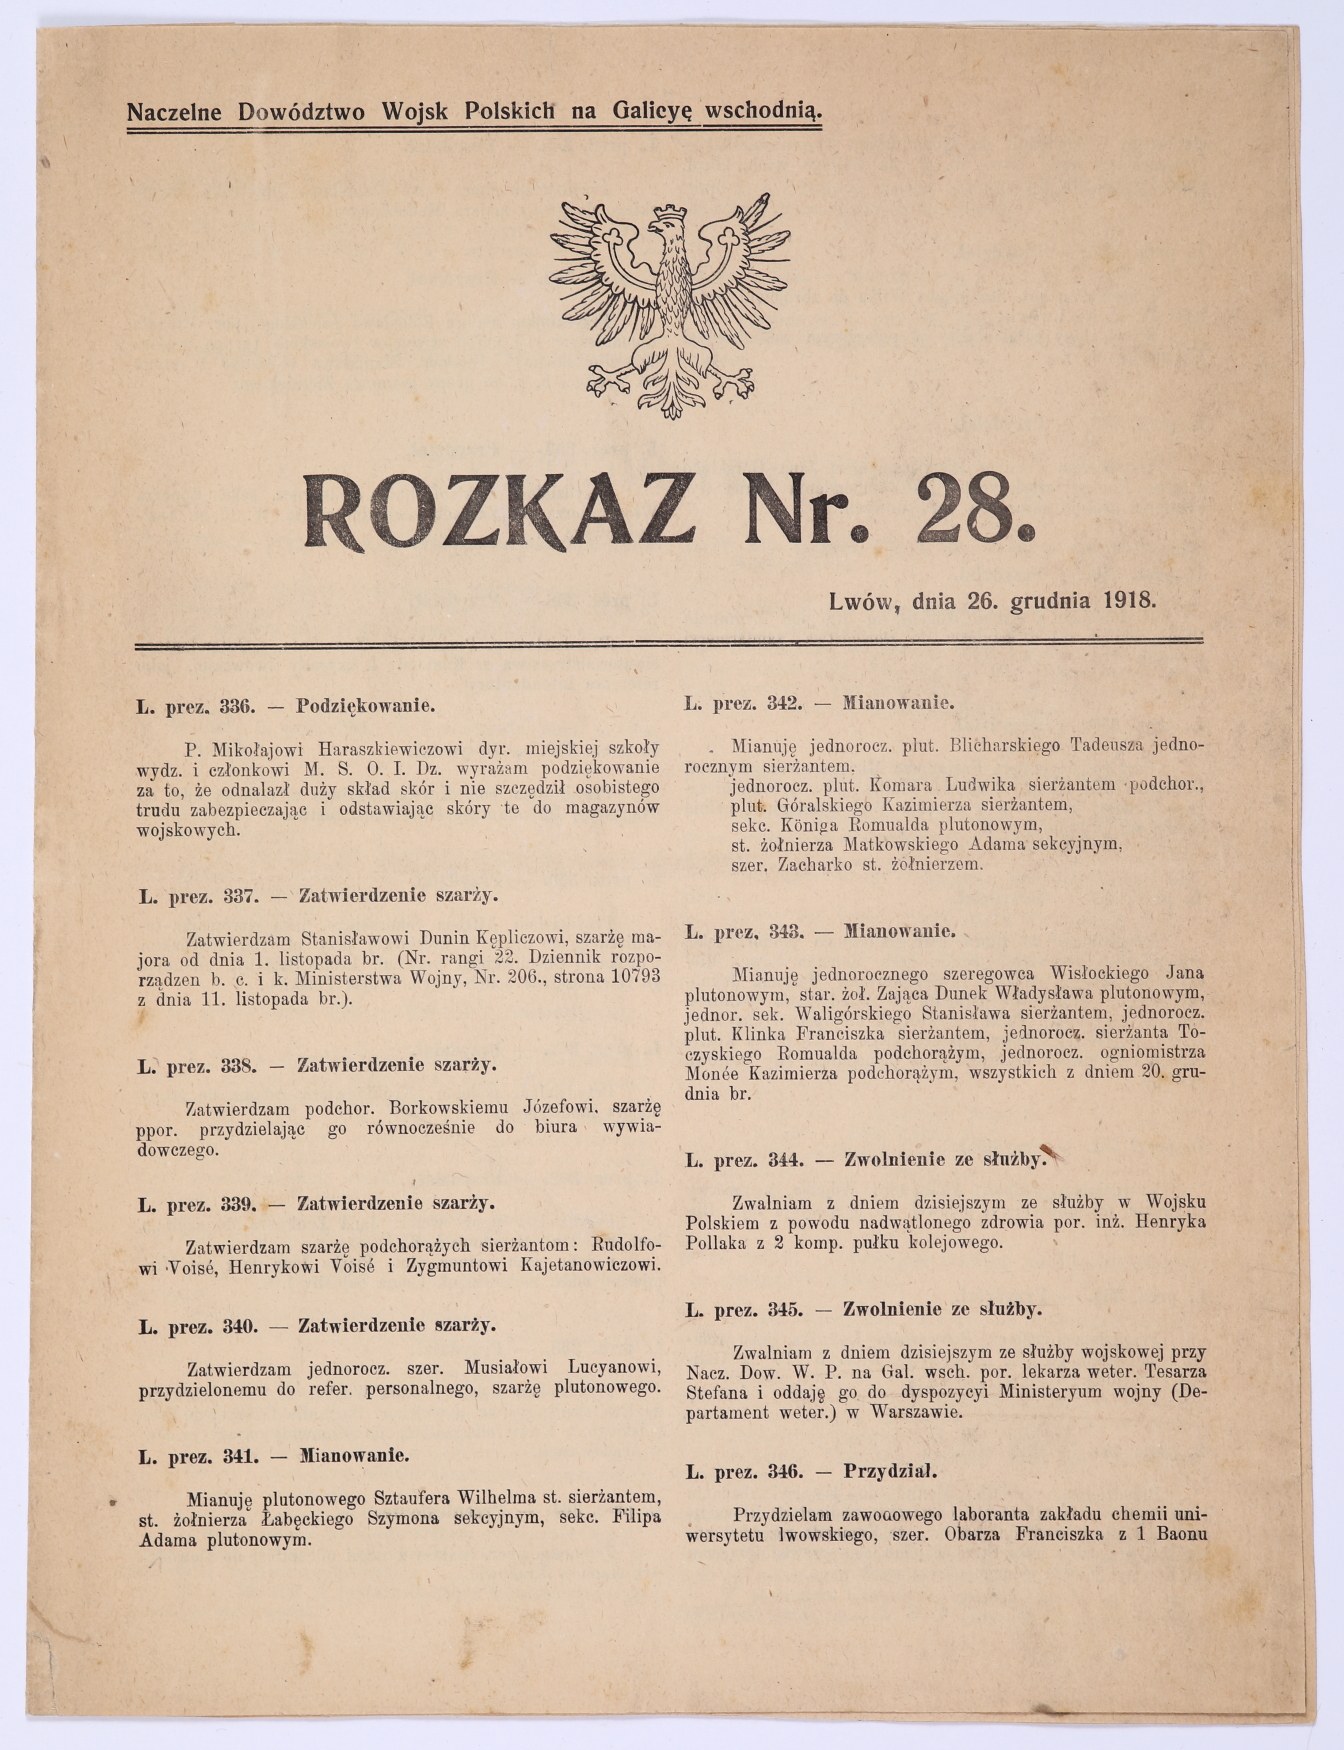 Naczelne Dowództwo Wojsk Polskich na Galicyę wschodnią.
ROZKAZ Nr. 28.
Lwów, dnia 26. grudnia 1918.
L. prez. 336. — Podziękowanie.
P. Mikołajowi Haraszkiewiczowi dyr. miejskiej szkoły
wydz. i członkowi M. S. O. I. Dz. wyrażam podziękowanie
za to, że odnalazł duży skład skór i nie szczędził osobistego
trudu zabezpieczając i odstawiając skóry te do magazynów
wojskowych.
L. prez. 337. — Zatwierdzenie szarży.
Zatwierdzam Stanisławowi Dunin Kępliczowi, szarżę ma-
jora od dnia 1. listopada br. (Nr. rangi 22. Dziennik rozpo-
rządzen b. c. i k. Ministerstwa Wojny, Nr. 206., strona 10793
z dnia 11. listopada br.).
L. prez. 338. — Zatwierdzenie szarży.
Zatwierdzam podchor. Borkowskiemu Józefowi, szarżę
ppor. przydzielając go równocześnie do biura wywia-
dowczego.
L. prez. 339. — Zatwierdzenie szarży.
Zatwierdzam szarżę podchorążych sierżantom: Rudolfo-
wi Voisé, Henrykowi Voisé i Zygmuntowi Kajetanowiczowi.
L. prez. 340. — Zatwierdzenie szarży.
Zatwierdzam jednorocz. szer. Musiałowi Lucyanowi,
przydzielonemu do refer. personalnego, szarżę plutonowego.
L. prez. 341. — Mianowanie.
Mianuję plutonowego Sztaufera Wilhelma st. sierżantem,
st. żołnierza Łabęckiego Szymona sekcyjnym, sekc. Filipa
Adama plutonowym.
L. prez. 342. — Mianowanie.
Mianuję jednorocz. plut. Blicharskiego Tadeusza jedno-
rocznym sierżantem,
jednorocz. plut. Komara Ludwika sierżantem podchor.,
plut. Góralskiego Kazimierza sierżantem,
sekc. Königa Romualda plutonowym,
st. żołnierza Matkowskiego Adama sekcyjnym,
szer. Zacharko st. żołnierzem.
L. prez. 343. — Mianowanie.
Mianuję jednorocznego szeregowca Wisłockiego Jana
plutonowym, star. żoł. Zająca Dunek Władysława plutonowym,
jednor. sek. Waligórskiego Stanisława sierżantem, jednorocz.
plut. Klinka Franciszka sierżantem, jednorocz. sierżanta To-
czyskiego Romualda podchorążym, jednorocz. ogniomistrza
Monée Kazimierza podchorążym, wszystkich z dniem 20. gru-
dnia br.
L. prez. 344. — Zwolnienie ze służby.
Zwalniam z dniem dzisiejszym ze służby w Wojsku
Polskiem z powodu nadwątlonego zdrowia por. inż. Henryka
Pollaka z 2 komp. pułku kolejowego.
L. prez. 345. — Zwolnienie ze służby.
Zwalniam z dniem dzisiejszym ze służby wojskowej przy
Nacz. Dow. W. P. na Gal. wsch. por. lekarza weter. Tesarza
Stefana i oddaję go do dyspozycyi Ministeryum wojny (De-
partament weter.) w Warszawie.
L. prez. 346. — Przydział.
Przydzielam zawodowego laboranta zakładu chemii uni-
wersytetu lwowskiego, szer. Obarza Franciszka z 1 Baonu